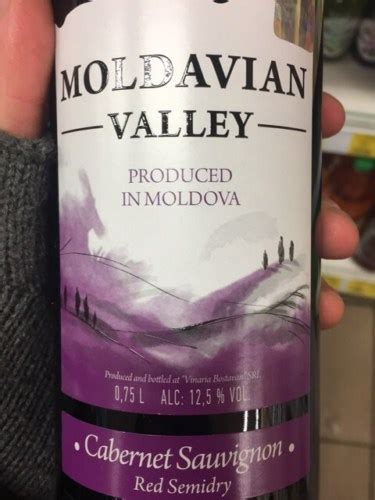 MOLDAVIAN
VALLEY
PRODUCED
IN MOLDOVA
Produced and bottled at "Vinaria Bostavan" SRL
0,75 L ALC: 12,5 % VOL.
Cabernet Sauvignon
Red Semidry